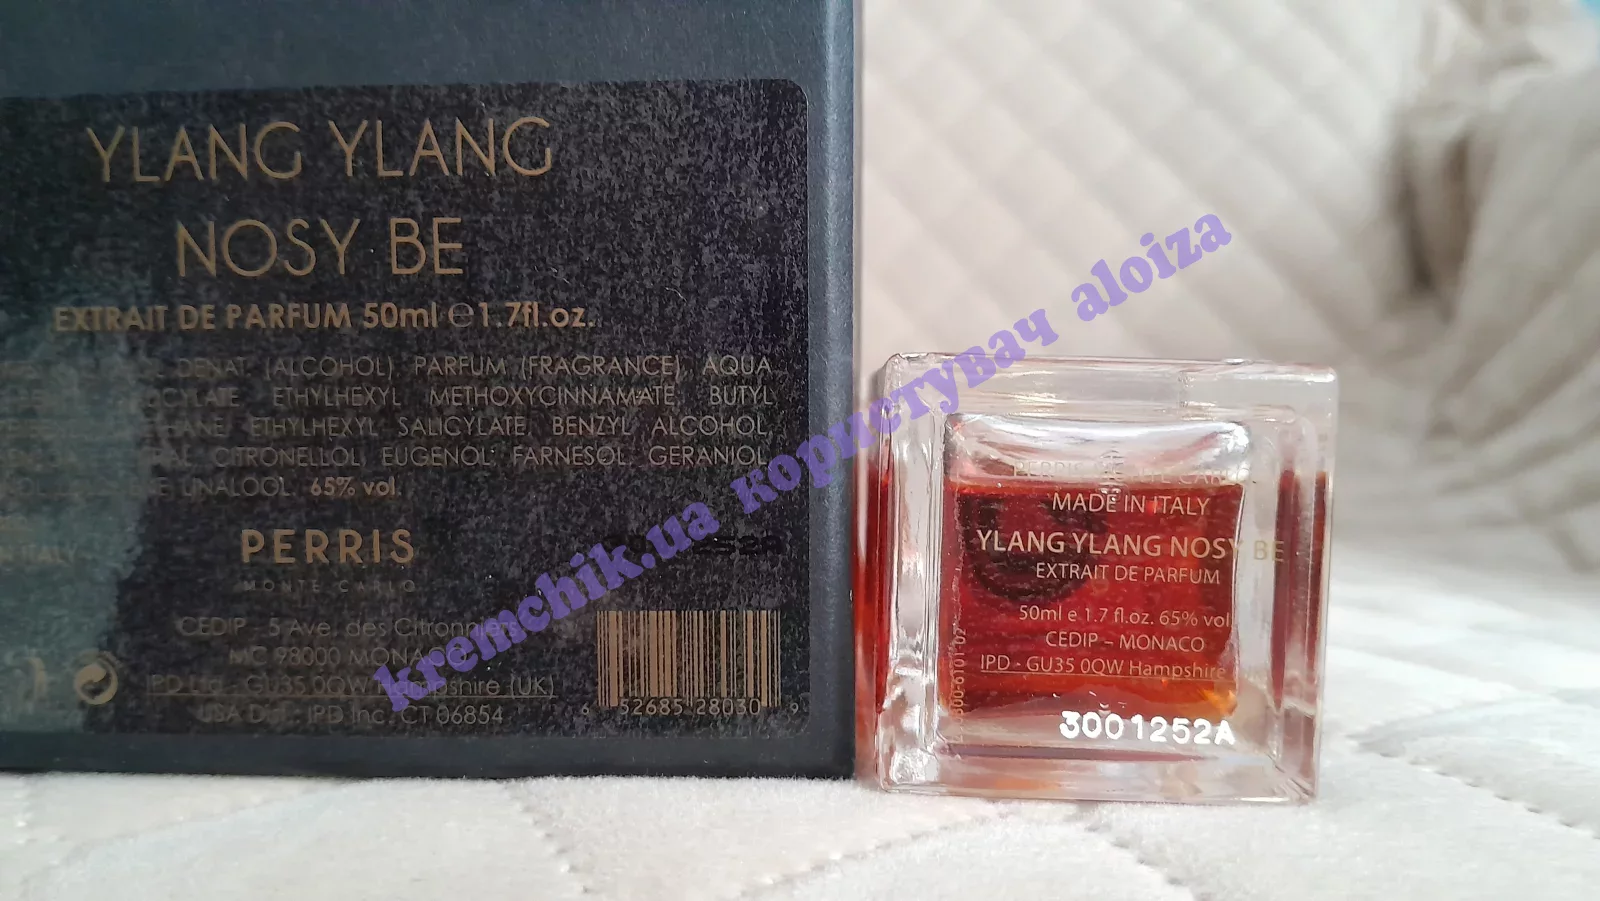 YLANG YLANG
NOSY BE
EXTRAIT DE PARFUM 50ml e 1.7fl.oz.
DENAT (ALCOHOL) PARFUM (FRAGRANCE) AQUA
ETHYLHEXYL METHOXYCINNAMATE, BUTYL
ETHYLHEXYL SALICYLATE, BENZYL ALCOHOL,
CITRONELLOL, EUGENOL, FARNESOL, GERANIOL,
LINALOOL. 65% vol.
ITALY
PERRIS
MONTE CARLO
CEDIP - 5 Ave. des Citronniers
MC 98000 MONACO
IPD Ltd - GU35 0QW Hampshire (UK)
USA Dist.: IPD Inc. CT 06854
6 52685 28030 9
kremchik.ua користувач aloiza
MADE IN ITALY
YLANG YLANG NOSY BE
EXTRAIT DE PARFUM
50ml e 1.7 fl.oz. 65% vol
CEDIP – MONACO
IPD - GU35 0QW Hampshire
3001252A